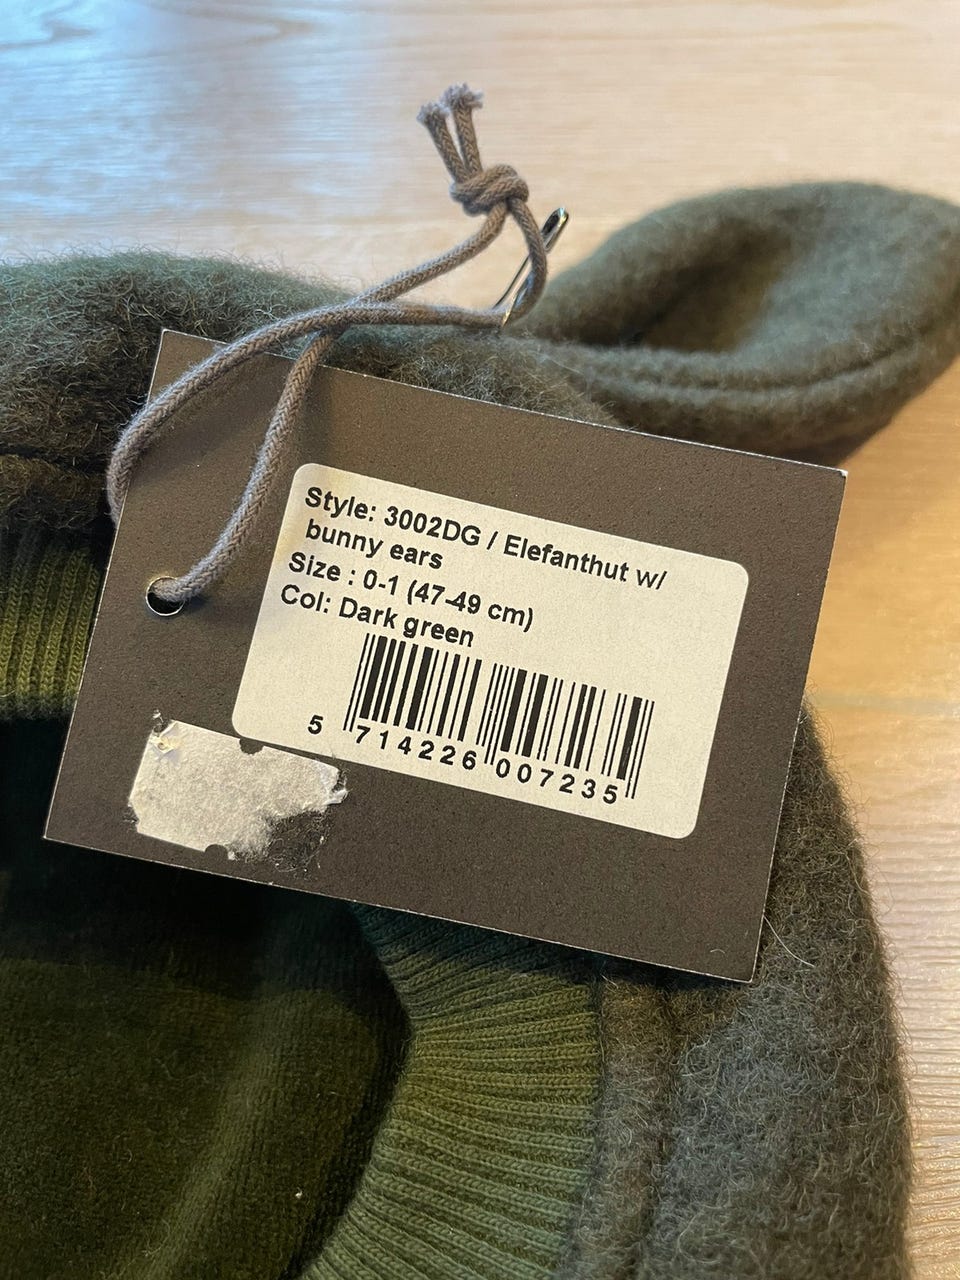 Style: 3002DG / Elefanthut w/
bunny ears
Size : 0-1 (47-49 cm)
Col: Dark green
5 714226 007235